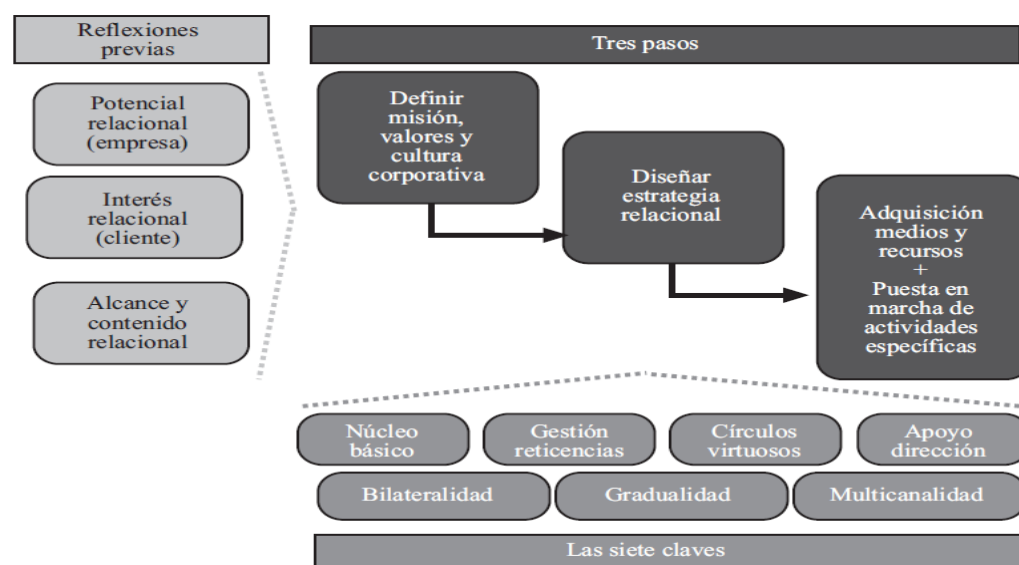 Reflexiones
previas
Potencial
relacional
(empresa)
Interés
relacional
(cliente)
Alcance y
contenido
relacional
Tres pasos
Definir
misión,
valores y
cultura
corporativa
Diseñar
estrategia
relacional
Adquisición
medios y
recursos
+
Puesta en
marcha de
actividades
específicas
Núcleo
básico
Gestión
reticencias
Círculos
virtuosos
Apoyo
dirección
Bilateralidad
Gradualidad
Multicanalidad
Las siete claves